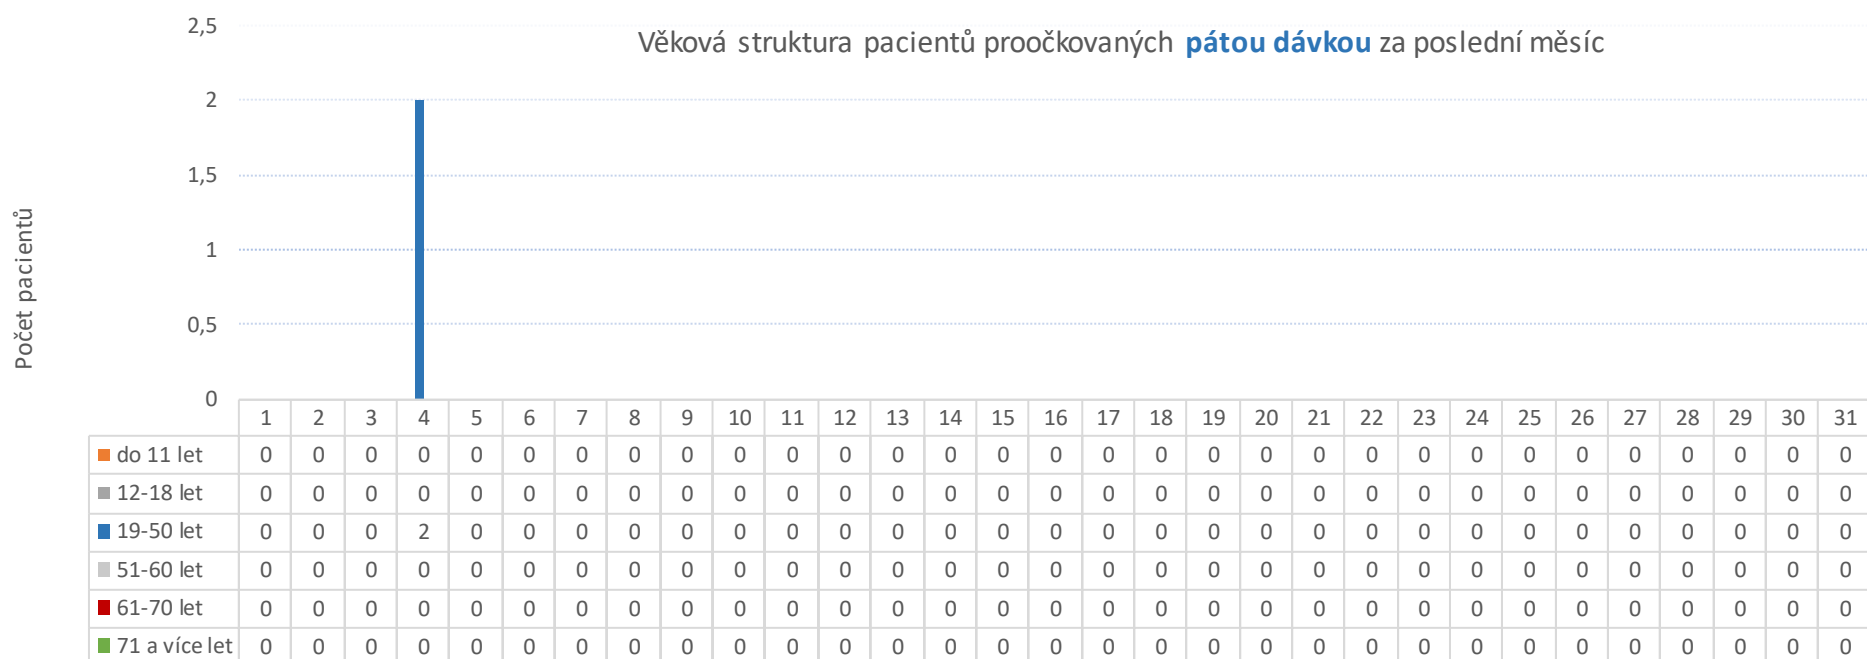 Věková struktura pacientů proočkovaných pátou dávkou za poslední měsíc
Počet pacientů
2,5
2
1,5
1
0,5
0
1 2 3 4 5 6 7 8 9 10 11 12 13 14 15 16 17 18 19 20 21 22 23 24 25 26 27 28 29 30 31
do 11 let 0 0 0 0 0 0 0 0 0 0 0 0 0 0 0 0 0 0 0 0 0 0 0 0 0 0 0 0 0 0 0
12-18 let 0 0 0 0 0 0 0 0 0 0 0 0 0 0 0 0 0 0 0 0 0 0 0 0 0 0 0 0 0 0 0
19-50 let 0 0 0 2 0 0 0 0 0 0 0 0 0 0 0 0 0 0 0 0 0 0 0 0 0 0 0 0 0 0 0
51-60 let 0 0 0 0 0 0 0 0 0 0 0 0 0 0 0 0 0 0 0 0 0 0 0 0 0 0 0 0 0 0 0
61-70 let 0 0 0 0 0 0 0 0 0 0 0 0 0 0 0 0 0 0 0 0 0 0 0 0 0 0 0 0 0 0 0
71 a více let 0 0 0 0 0 0 0 0 0 0 0 0 0 0 0 0 0 0 0 0 0 0 0 0 0 0 0 0 0 0 0